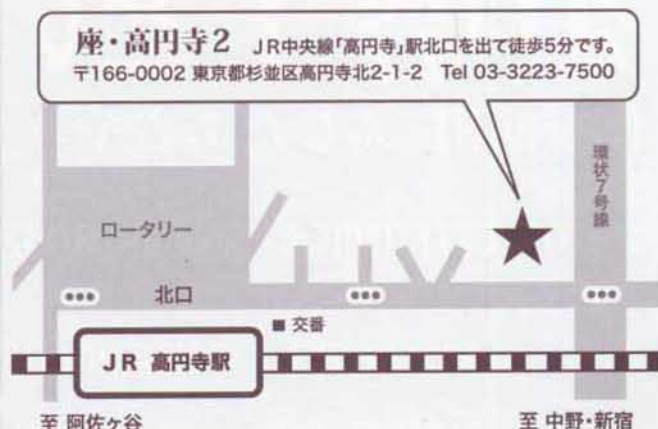 座・高円寺2 JR中央線「高円寺」駅北口を出て徒歩5分です。
〒166-0002 東京都杉並区高円寺北2-1-2 Tel 03-3223-7500
環状7号線
ロータリー
北口
■ 交番
JR 高円寺駅
至 阿佐ヶ谷
至 中野・新宿